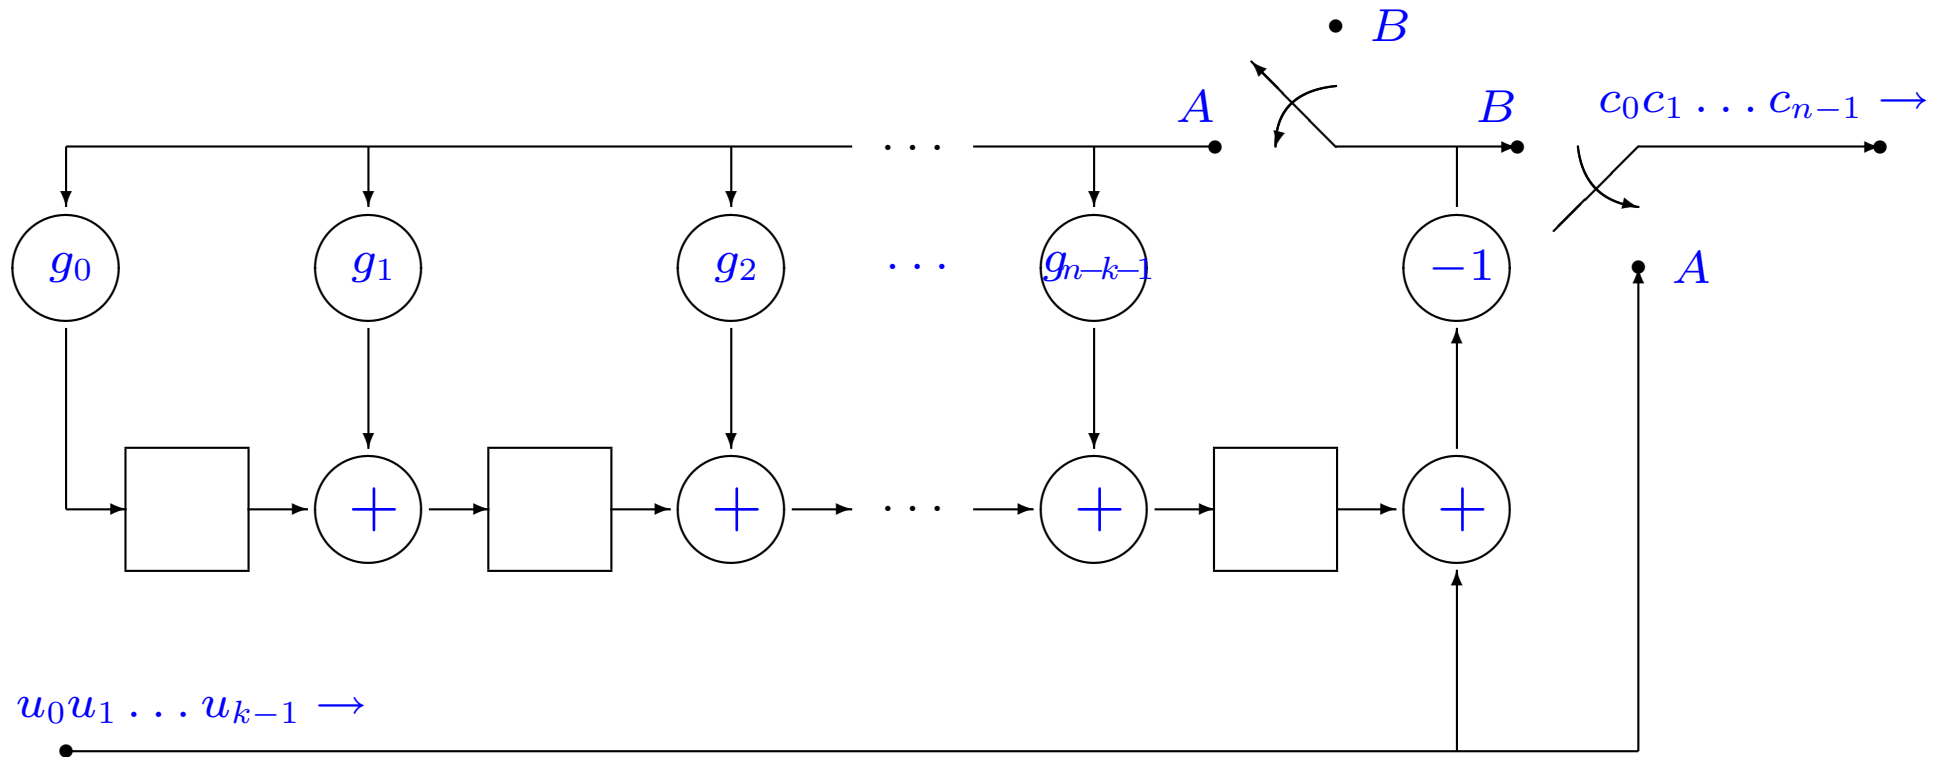 B
A B c₀c₁ … cₙ₋₁ →
…
g₀ g₁ g₂ … gₙ₋ₖ₋₁ −1 A
+ + … + +
u₀u₁ … uₖ₋₁ →